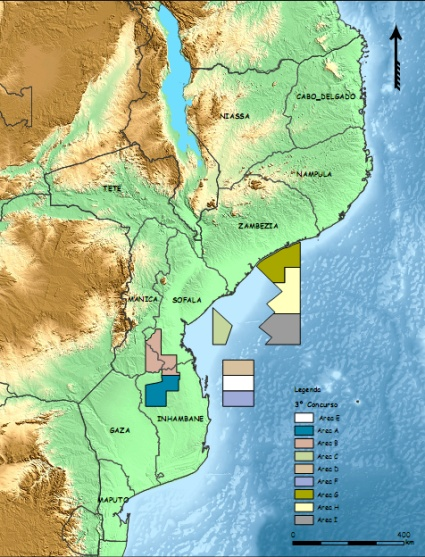 CABO_DELGADO
NIASSA
NAMPULA
TETE
ZAMBEZIA
MANICA
SOFALA
INHAMBANE
GAZA
MAPUTO
Legenda
3º Concurso
Area E
Area A
Area B
Area C
Area D
Area F
Area G
Area H
Area I
0 400
km